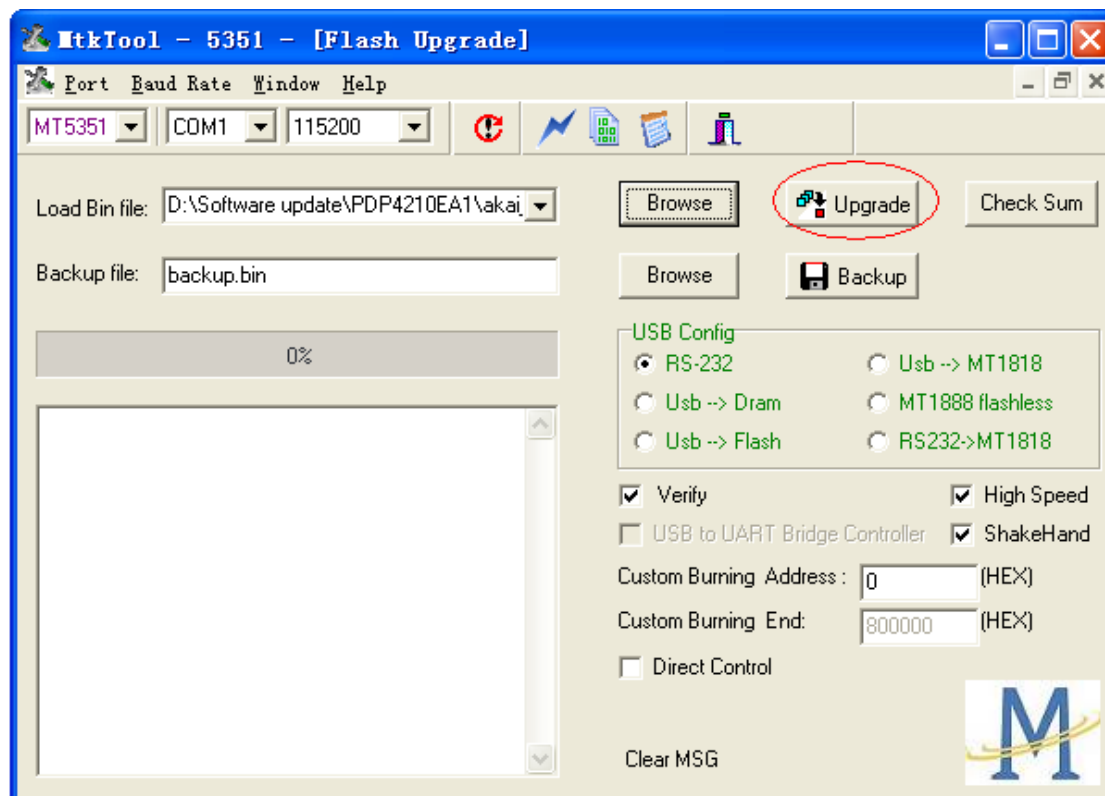 MtkTool - 5351 - [Flash Upgrade]
Port Baud Rate Window Help
MT5351 COM1 115200
Load Bin file: D:\Software update\PDP4210EA1\akai_ Browse Upgrade Check Sum
Backup file: backup.bin Browse Backup
0%
USB Config
RS-232 Usb --> MT1818
Usb --> Dram MT1888 flashless
Usb --> Flash RS232->MT1818
Verify High Speed
USB to UART Bridge Controller ShakeHand
Custom Burning Address : 0 (HEX)
Custom Burning End: 800000 (HEX)
Direct Control
Clear MSG
M